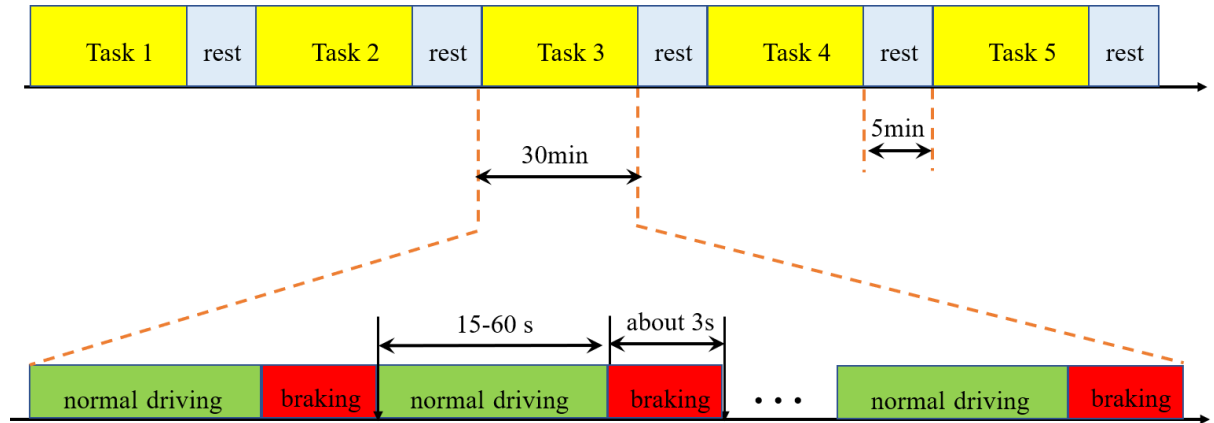 Task 1 rest Task 2 rest Task 3 rest Task 4 rest Task 5 rest
5min
30min
15-60 s about 3s
normal driving braking normal driving braking • • • normal driving braking